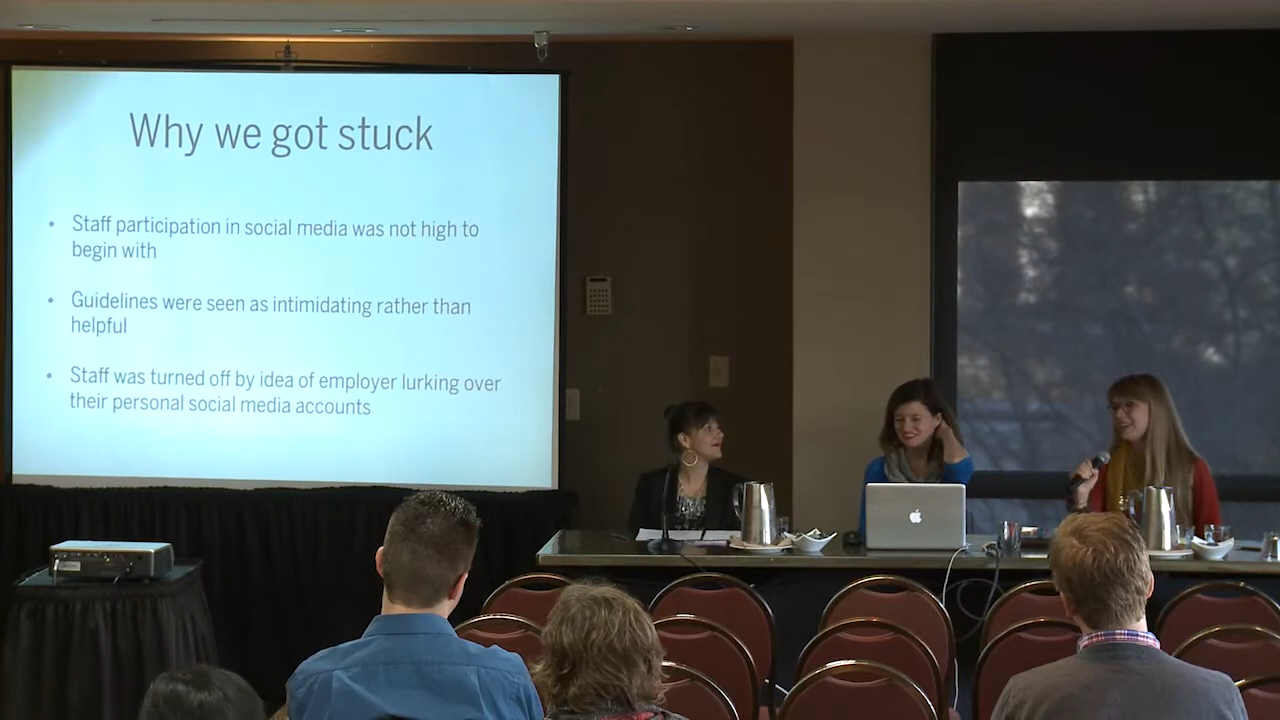 Why we got stuck
• Staff participation in social media was not high to
begin with
• Guidelines were seen as intimidating rather than
helpful
• Staff was turned off by idea of employer lurking over
their personal social media accounts